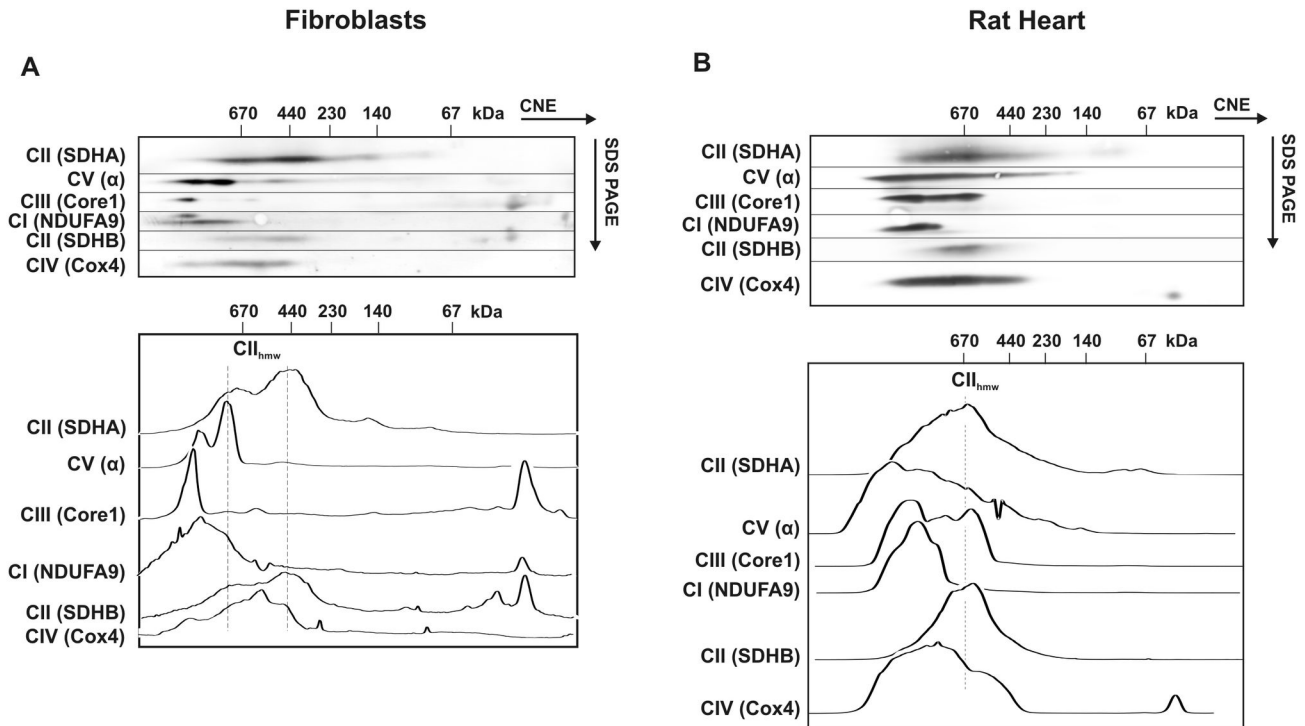 Fibroblasts
A
670 440 230 140 67 kDa CNE
CII (SDHA)
CV (α)
CIII (Core1)
CI (NDUFA9)
CII (SDHB)
CIV (Cox4)
SDS PAGE
670 440 230 140 67 kDa
CIIhmw
CII (SDHA)
CV (α)
CIII (Core1)
CI (NDUFA9)
CII (SDHB)
CIV (Cox4)
Rat Heart
B
670 440 230 140 67 kDa CNE
CII (SDHA)
CV (α)
CIII (Core1)
CI (NDUFA9)
CII (SDHB)
CIV (Cox4)
SDS PAGE
670 440 230 140 67 kDa
CIIhmw
CII (SDHA)
CV (α)
CIII (Core1)
CI (NDUFA9)
CII (SDHB)
CIV (Cox4)